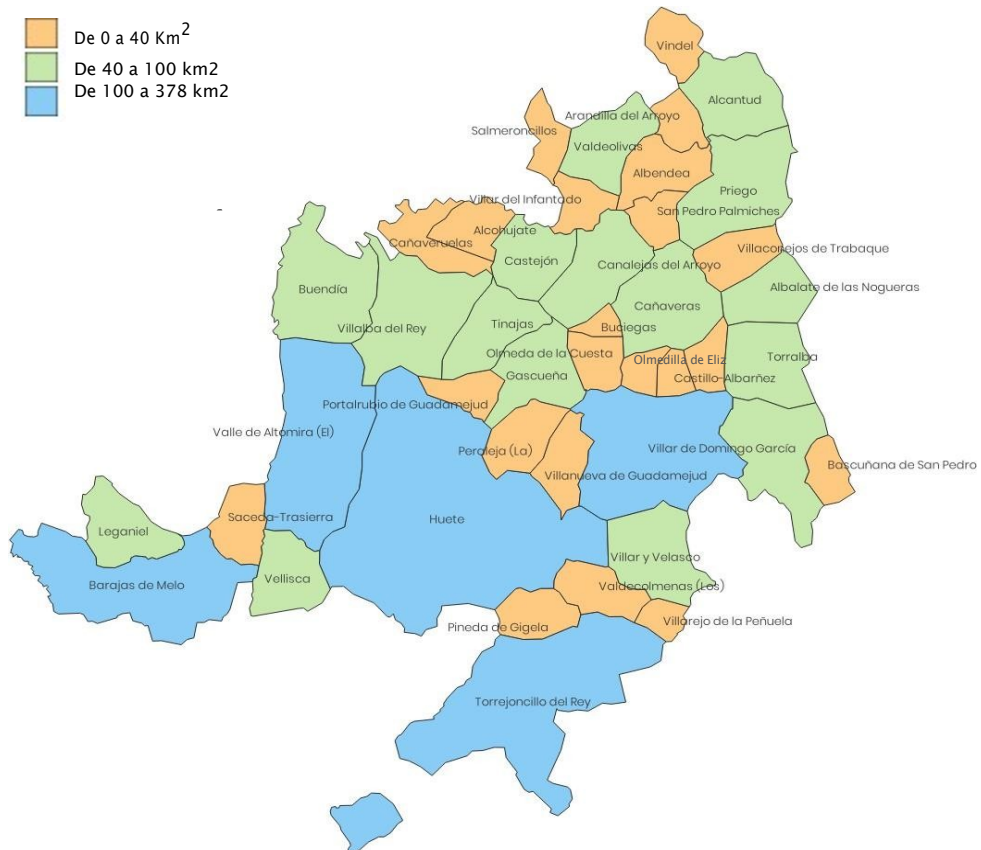 De 0 a 40 Km²
De 40 a 100 km2
De 100 a 378 km2
Vindel
Alcantud
Arandilla del Arroyo
Salmeroncillos
Valdeolivas
Albendea
Priego
Villar del Infantado
San Pedro Palmiches
-
Alcohujate
Cañaveruelas
Villaconejos de Trabaque
Castejón
Canalejas del Arroyo
Buendía
Albalate de las Nogueras
Cañaveras
Villalba del Rey
Tinajas
Buciegas
Olmeda de la Cuesta
Olmedilla de Eliz
Torralba
Gascueña
Castillo-Albarñez
Portalrubio de Guadamejud
Valle de Altomira (El)
Peraleja (La)
Villar de Domingo García
Bascuñana de San Pedro
Villanueva de Guadamejud
Saceda-Trasierra
Huete
Leganiel
Villar y Velasco
Vellisca
Barajas de Melo
Valdecolmenas (Los)
Pineda de Gigela
Villarejo de la Peñuela
Torrejoncillo del Rey